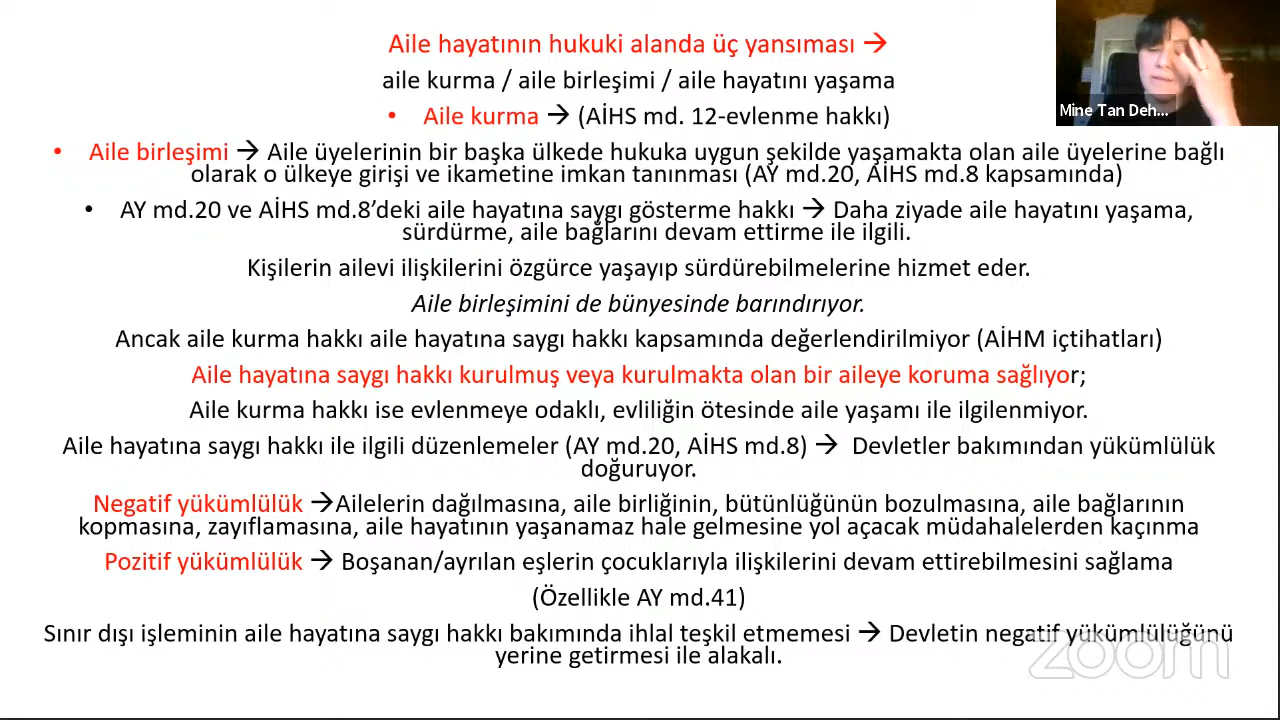 Aile hayatının hukuki alanda üç yansıması →
aile kurma / aile birleşimi / aile hayatını yaşama
• Aile kurma → (AİHS md. 12-evlenme hakkı)
• Aile birleşimi → Aile üyelerinin bir başka ülkede hukuka uygun şekilde yaşamakta olan aile üyelerine bağlı
olarak o ülkeye girişi ve ikametine imkan tanınması (AY md.20, AİHS md.8 kapsamında)
• AY md.20 ve AİHS md.8’deki aile hayatına saygı gösterme hakkı → Daha ziyade aile hayatını yaşama,
sürdürme, aile bağlarını devam ettirme ile ilgili.
Kişilerin ailevi ilişkilerini özgürce yaşayıp sürdürebilmelerine hizmet eder.
Aile birleşimini de bünyesinde barındırıyor.
Ancak aile kurma hakkı aile hayatına saygı hakkı kapsamında değerlendirilmiyor (AİHM içtihatları)
Aile hayatına saygı hakkı kurulmuş veya kurulmakta olan bir aileye koruma sağlıyor;
Aile kurma hakkı ise evlenmeye odaklı, evliliğin ötesinde aile yaşamı ile ilgilenmiyor.
Aile hayatına saygı hakkı ile ilgili düzenlemeler (AY md.20, AİHS md.8) → Devletler bakımından yükümlülük
doğuruyor.
Negatif yükümlülük →Ailelerin dağılmasına, aile birliğinin, bütünlüğünün bozulmasına, aile bağlarının
kopmasına, zayıflamasına, aile hayatının yaşanamaz hale gelmesine yol açacak müdahalelerden kaçınma
Pozitif yükümlülük → Boşanan/ayrılan eşlerin çocuklarıyla ilişkilerini devam ettirebilmesini sağlama
(Özellikle AY md.41)
Sınır dışı işleminin aile hayatına saygı hakkı bakımında ihlal teşkil etmemesi → Devletin negatif yükümlülüğünü
yerine getirmesi ile alakalı.
Mine Tan Deh...
zoom